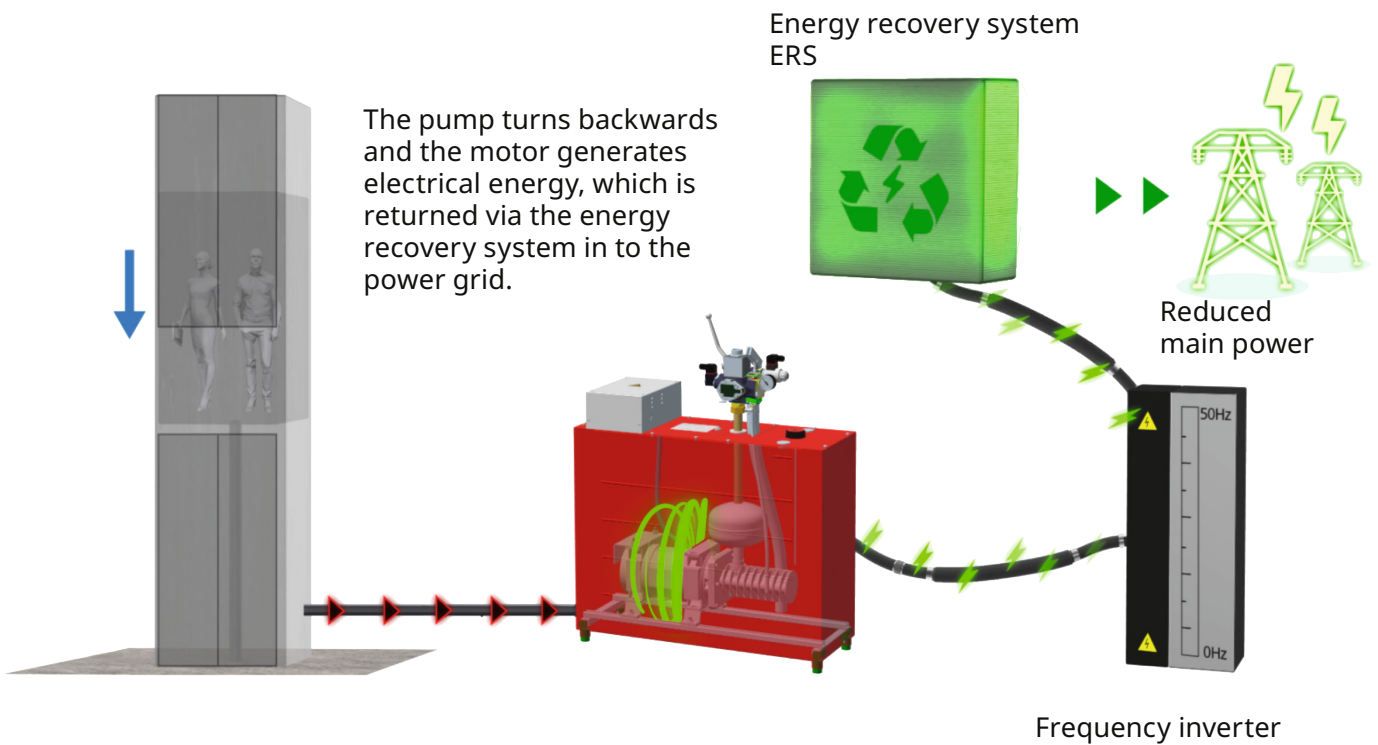 Energy recovery system
ERS
The pump turns backwards
and the motor generates
electrical energy, which is
returned via the energy
recovery system in to the
power grid.
Reduced
main power
50Hz
0Hz
Frequency inverter